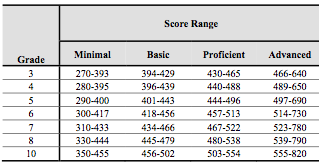 Score Range
Grade Minimal Basic Proficient Advanced
3 270-393 394-429 430-465 466-640
4 280-395 396-439 440-488 489-650
5 290-400 401-443 444-496 497-690
6 300-417 418-456 457-513 514-730
7 310-433 434-466 467-522 523-780
8 330-444 445-479 480-538 539-790
10 350-455 456-502 503-554 555-820